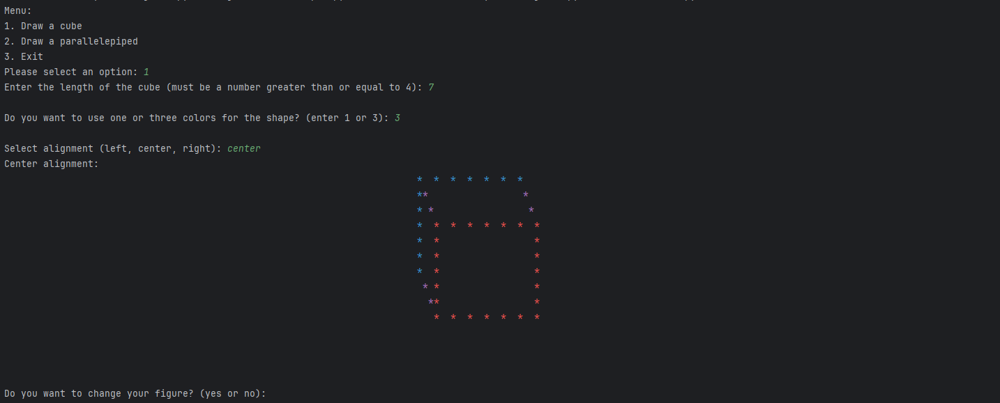 Menu:
1. Draw a cube
2. Draw a parallelepiped
3. Exit
Please select an option: 1
Enter the length of the cube (must be a number greater than or equal to 4): 7
Do you want to use one or three colors for the shape? (enter 1 or 3): 3
Select alignment (left, center, right): center
Center alignment:
*  *  *  *  *  *  *
**                 *
* *                 *
*  *  *  *  *  *  *  *
*  *                 *
*  *                 *
*  *                 *
 * *                 *
  **                 *
   *  *  *  *  *  *  *
Do you want to change your figure? (yes or no):